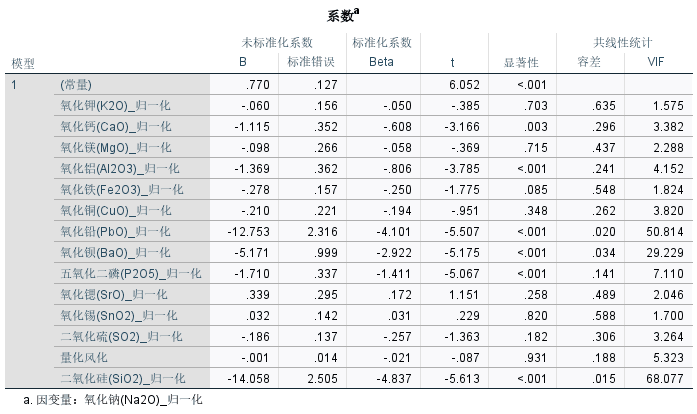 系数a
未标准化系数 标准化系数 共线性统计
模型 B 标准错误 Beta t 显著性 容差 VIF
1 (常量) .770 .127 6.052 <.001
氧化钾(K2O)_归一化 -.060 .156 -.050 -.385 .703 .635 1.575
氧化钙(CaO)_归一化 -1.115 .352 -.608 -3.166 .003 .296 3.382
氧化镁(MgO)_归一化 -.098 .266 -.058 -.369 .715 .437 2.288
氧化铝(Al2O3)_归一化 -1.369 .362 -.806 -3.785 <.001 .241 4.152
氧化铁(Fe2O3)_归一化 -.278 .157 -.250 -1.775 .085 .548 1.824
氧化铜(CuO)_归一化 -.210 .221 -.194 -.951 .348 .262 3.820
氧化铅(PbO)_归一化 -12.753 2.316 -4.101 -5.507 <.001 .020 50.814
氧化钡(BaO)_归一化 -5.171 .999 -2.922 -5.175 <.001 .034 29.229
五氧化二磷(P2O5)_归一化 -1.710 .337 -1.411 -5.067 <.001 .141 7.110
氧化锶(SrO)_归一化 .339 .295 .172 1.151 .258 .489 2.046
氧化锡(SnO2)_归一化 .032 .142 .031 .229 .820 .588 1.700
二氧化硫(SO2)_归一化 -.186 .137 -.257 -1.363 .182 .306 3.264
量化风化 -.001 .014 -.021 -.087 .931 .188 5.323
二氧化硅(SiO2)_归一化 -14.058 2.505 -4.837 -5.613 <.001 .015 68.077
a. 因变量：氧化钠(Na2O)_归一化